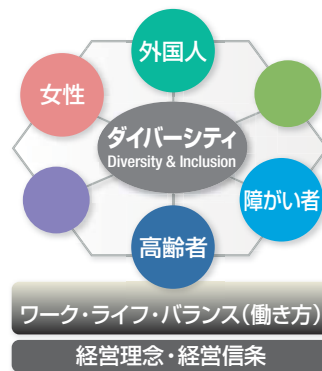 外国人
女性
ダイバーシティ
Diversity & Inclusion
障がい者
高齢者
ワーク・ライフ・バランス(働き方)
経営理念・経営信条